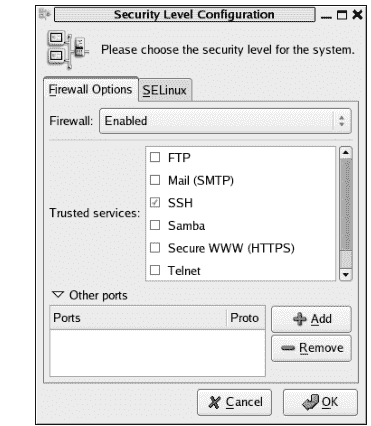 Security Level Configuration
Please choose the security level for the system.
Firewall Options
SELinux
Firewall: Enabled
Trusted services:
FTP
Mail (SMTP)
SSH
Samba
Secure WWW (HTTPS)
Telnet
Other ports
Ports Proto
Add
Remove
Cancel OK